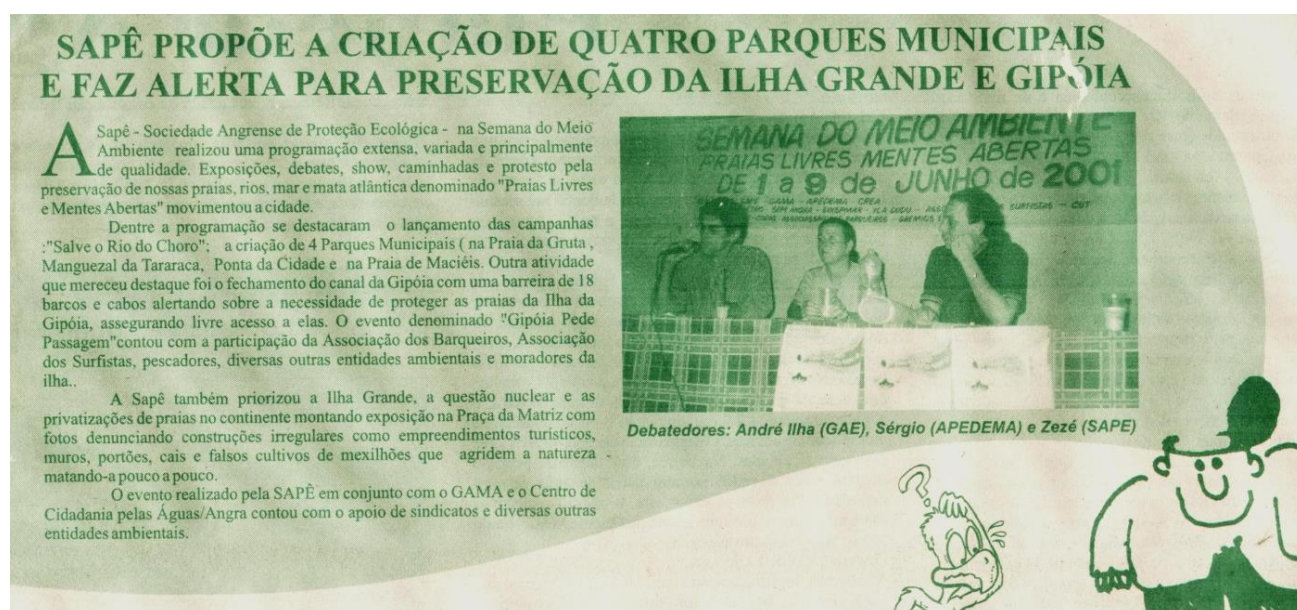 SAPÊ PROPÕE A CRIAÇÃO DE QUATRO PARQUES MUNICIPAIS
E FAZ ALERTA PARA PRESERVAÇÃO DA ILHA GRANDE E GIPÓIA
A Sapê - Sociedade Angrense de Proteção Ecológica - na Semana do Meio
Ambiente realizou uma programação extensa, variada e principalmente
de qualidade. Exposições, debates, show, caminhadas e protesto pela
preservação de nossas praias, rios, mar e mata atlântica denominado "Praias Livres
e Mentes Abertas" movimentou a cidade.
Dentre a programação se destacaram o lançamento das campanhas
:"Salve o Rio do Choro"; a criação de 4 Parques Municipais ( na Praia da Gruta ,
Manguezal da Tararaca, Ponta da Cidade e na Praia de Maciéis. Outra atividade
que mereceu destaque foi o fechamento do canal da Gipóia com uma barreira de 18
barcos e cabos alertando sobre a necessidade de proteger as praias da Ilha da
Gipóia, assegurando livre acesso a elas. O evento denominado "Gipóia Pede
Passagem"contou com a participação da Associação dos Barqueiros, Associação
dos Surfistas, pescadores, diversas outras entidades ambientais e moradores da
ilha..
A Sapê também priorizou a Ilha Grande, a questão nuclear e as
privatizações de praias no continente montando exposição na Praça da Matriz com
fotos denunciando construções irregulares como empreendimentos turísticos,
muros, portões, cais e falsos cultivos de mexilhões que agridem a natureza
matando-a pouco a pouco.
O evento realizado pela SAPÊ em conjunto com o GAMA e o Centro de
Cidadania pelas Águas/Angra contou com o apoio de sindicatos e diversas outras
entidades ambientais.
SEMANA DO MEIO AMBIENTE
PRAIAS LIVRES MENTES ABERTAS
DE 1 a 9 de JUNHO de 2001
GAMA - APEDEMA - CREA
SURFISTAS - CUT
Debatedores: André Ilha (GAE), Sérgio (APEDEMA) e Zezé (SAPE)
?